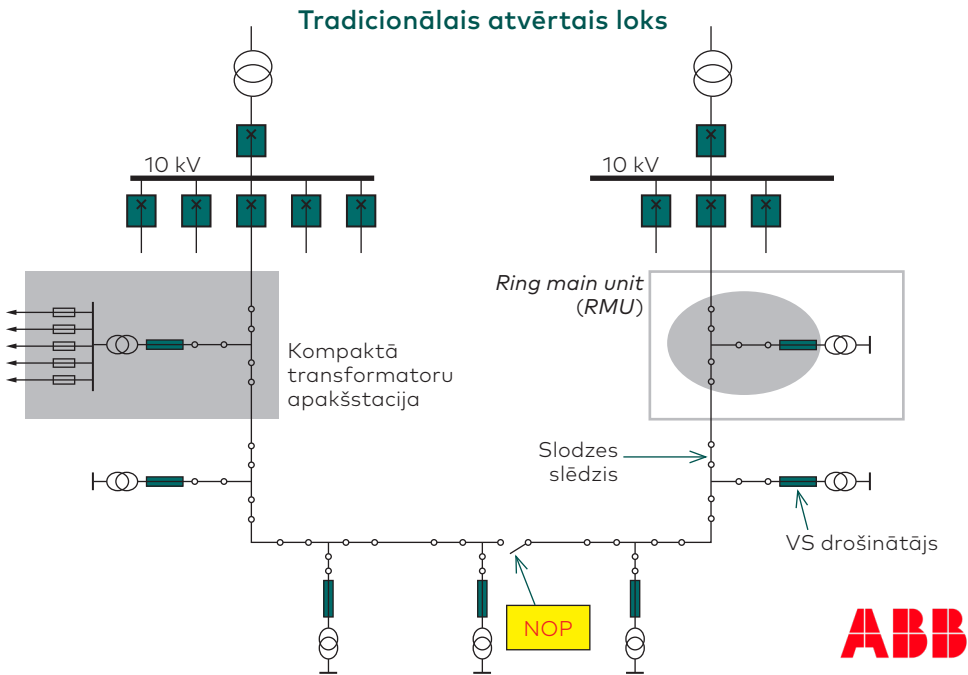 Tradicionālais atvērtais loks
10 kV
10 kV
Ring main unit
(RMU)
Kompaktā
transformatoru
apakšstacija
Slodzes
slēdzis
VS drošinātājs
NOP
ABB